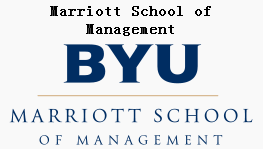 Marriott School of
Management
BYU
MARRIOTT SCHOOL
OF MANAGEMENT